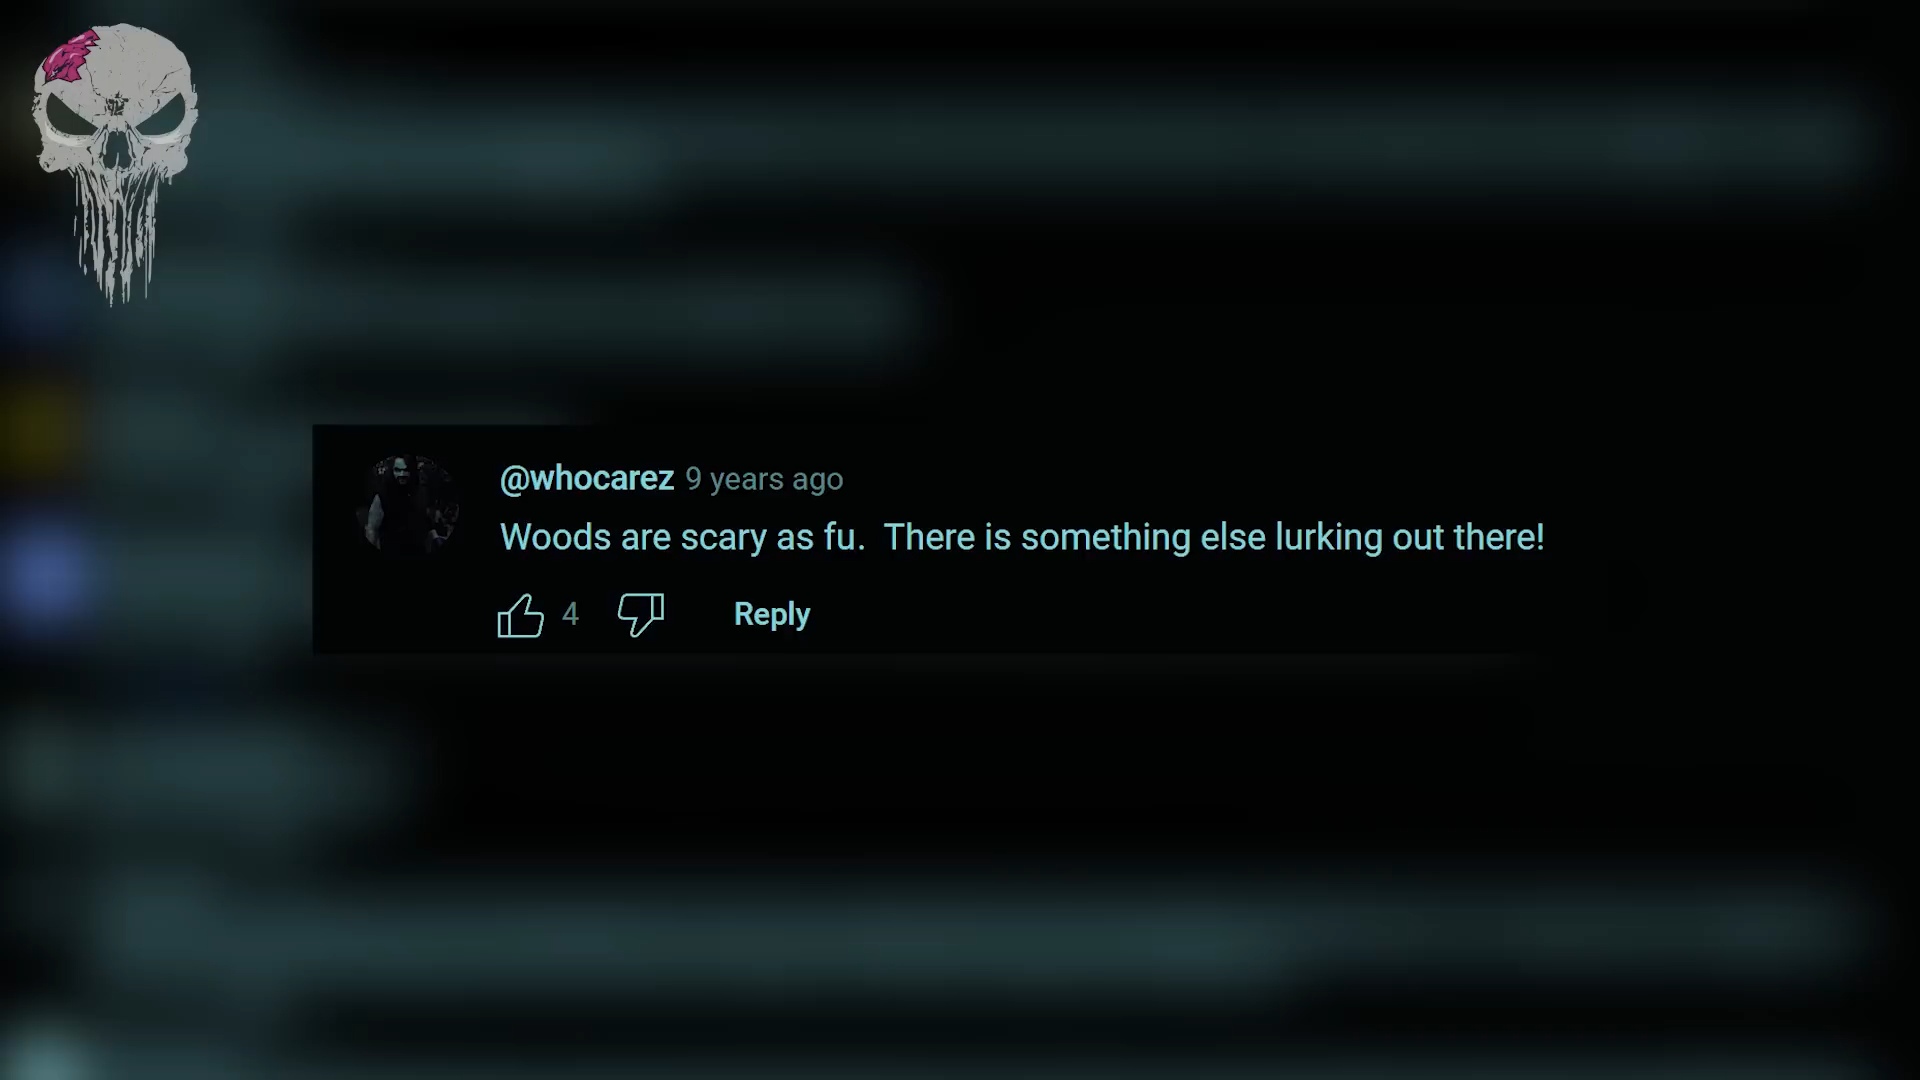 @whocarez 9 years ago
Woods are scary as fu.  There is something else lurking out there!
4 Reply